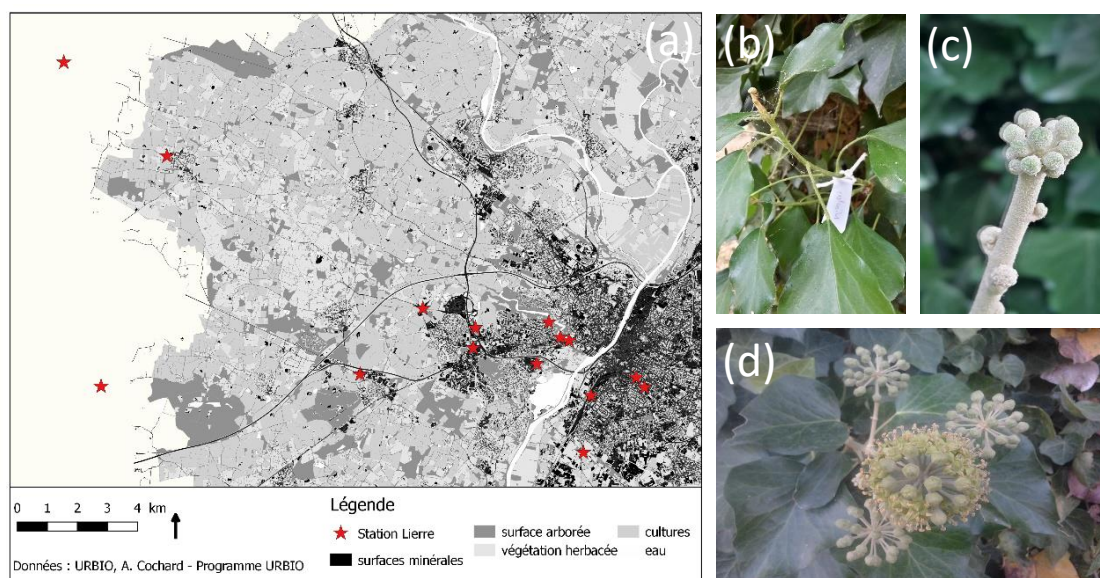 (a)
(b)
(c)
(d)
0 1 2 3 4 km
Légende
Station Lierre
surfaces minérales
surface arborée
végétation herbacée
cultures
eau
Données : URBIO, A. Cochard - Programme URBIO